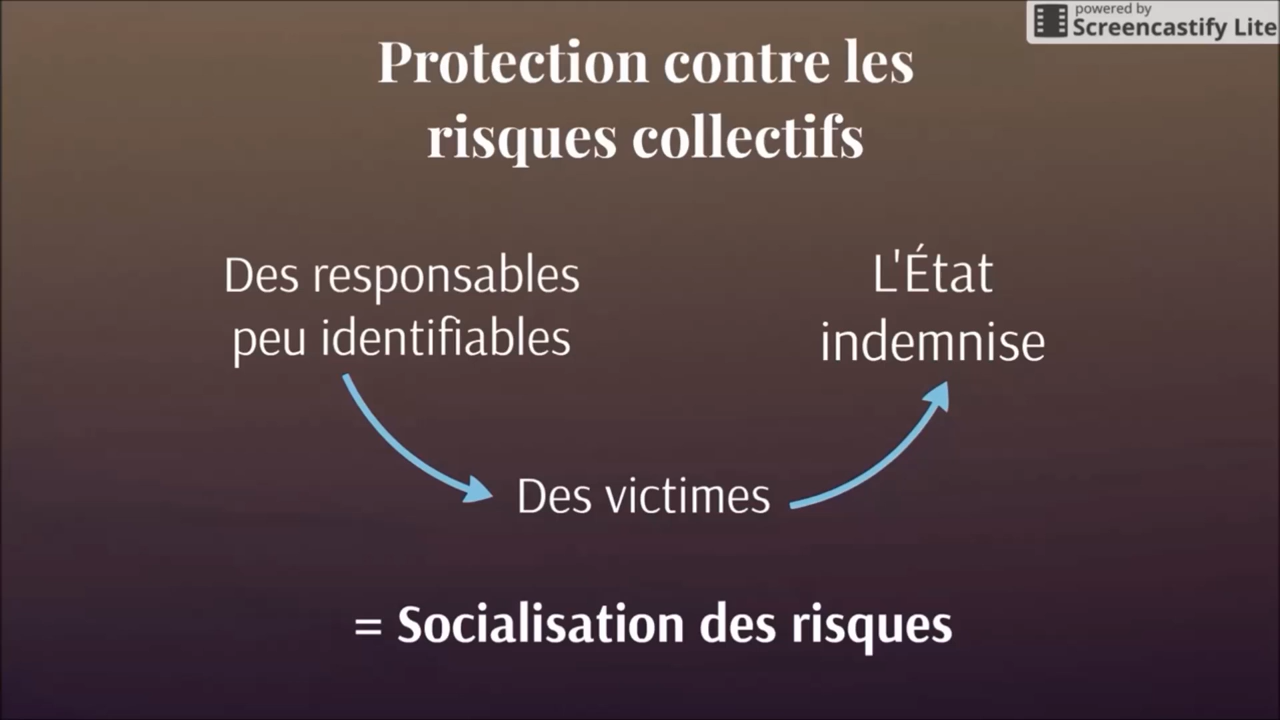 powered by
Screencastify Lite
Protection contre les
risques collectifs
Des responsables
peu identifiables
L'État
indemnise
Des victimes
= Socialisation des risques